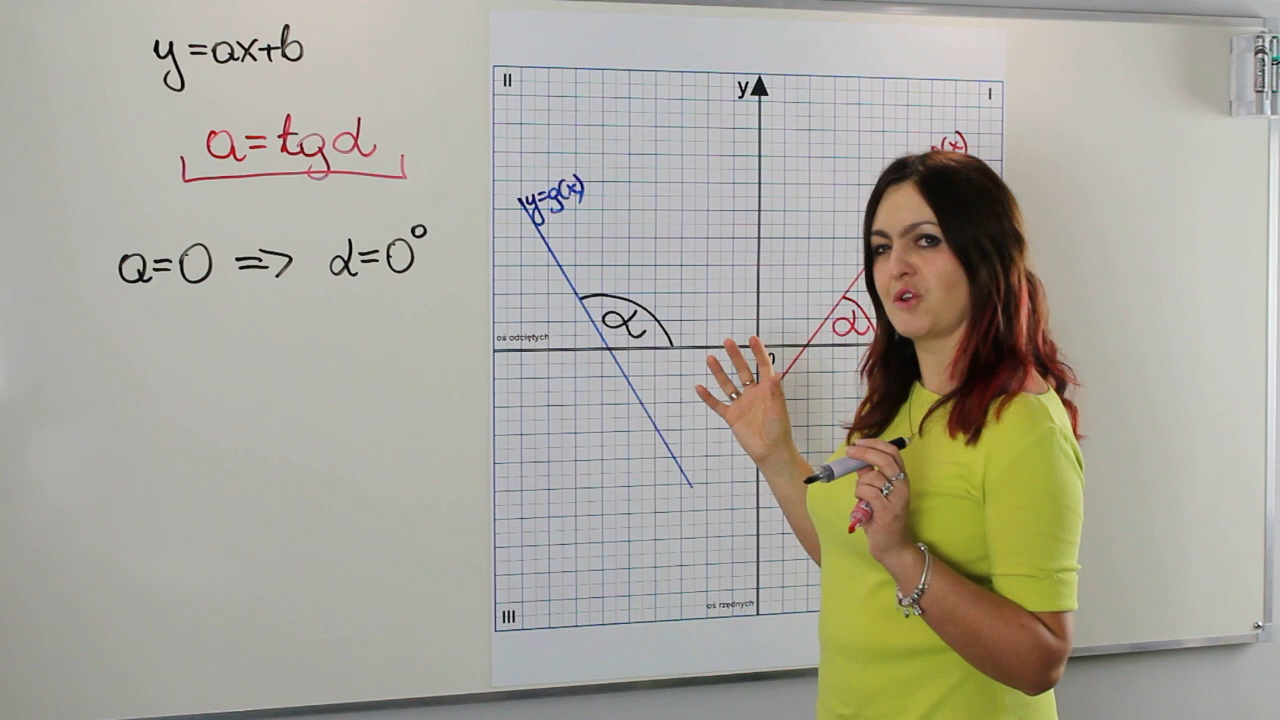 y=ax+b
a=tgα
a=0 => α=0°
II
y
I
y=g(x)
α
α
oś odciętych
0
III
oś rzędnych